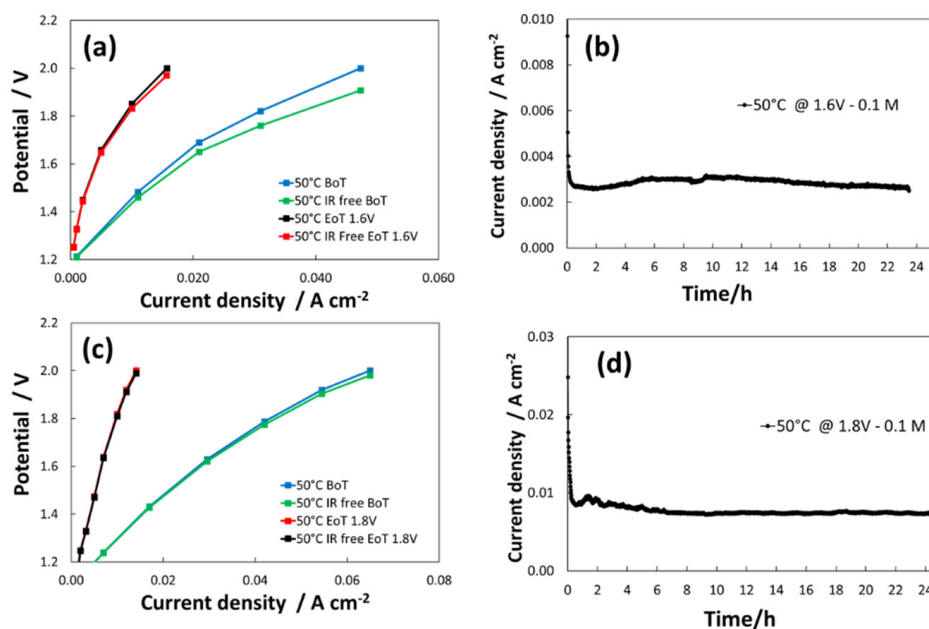 (a)
Potential / V
2.0
1.8
1.6
1.4
1.2
0.000 0.020 0.040 0.060
Current density / A cm-2
50°C BoT
50°C IR free BoT
50°C EoT 1.6V
50°C IR Free EoT 1.6V
(b)
Current density / A cm-2
0.010
0.008
0.006
0.004
0.002
0.000
0 2 4 6 8 10 12 14 16 18 20 22 24
Time/h
50°C @ 1.6V - 0.1 M
(c)
Potential / V
2.0
1.8
1.6
1.4
1.2
0.00 0.02 0.04 0.06 0.08
Current density / A cm-2
50°C BoT
50°C IR free BoT
50°C EoT 1.8V
50°C IR free EoT 1.8V
(d)
Current density / A cm-2
0.03
0.02
0.01
0.00
0 2 4 6 8 10 12 14 16 18 20 22 24
Time/h
50°C @ 1.8V - 0.1 M